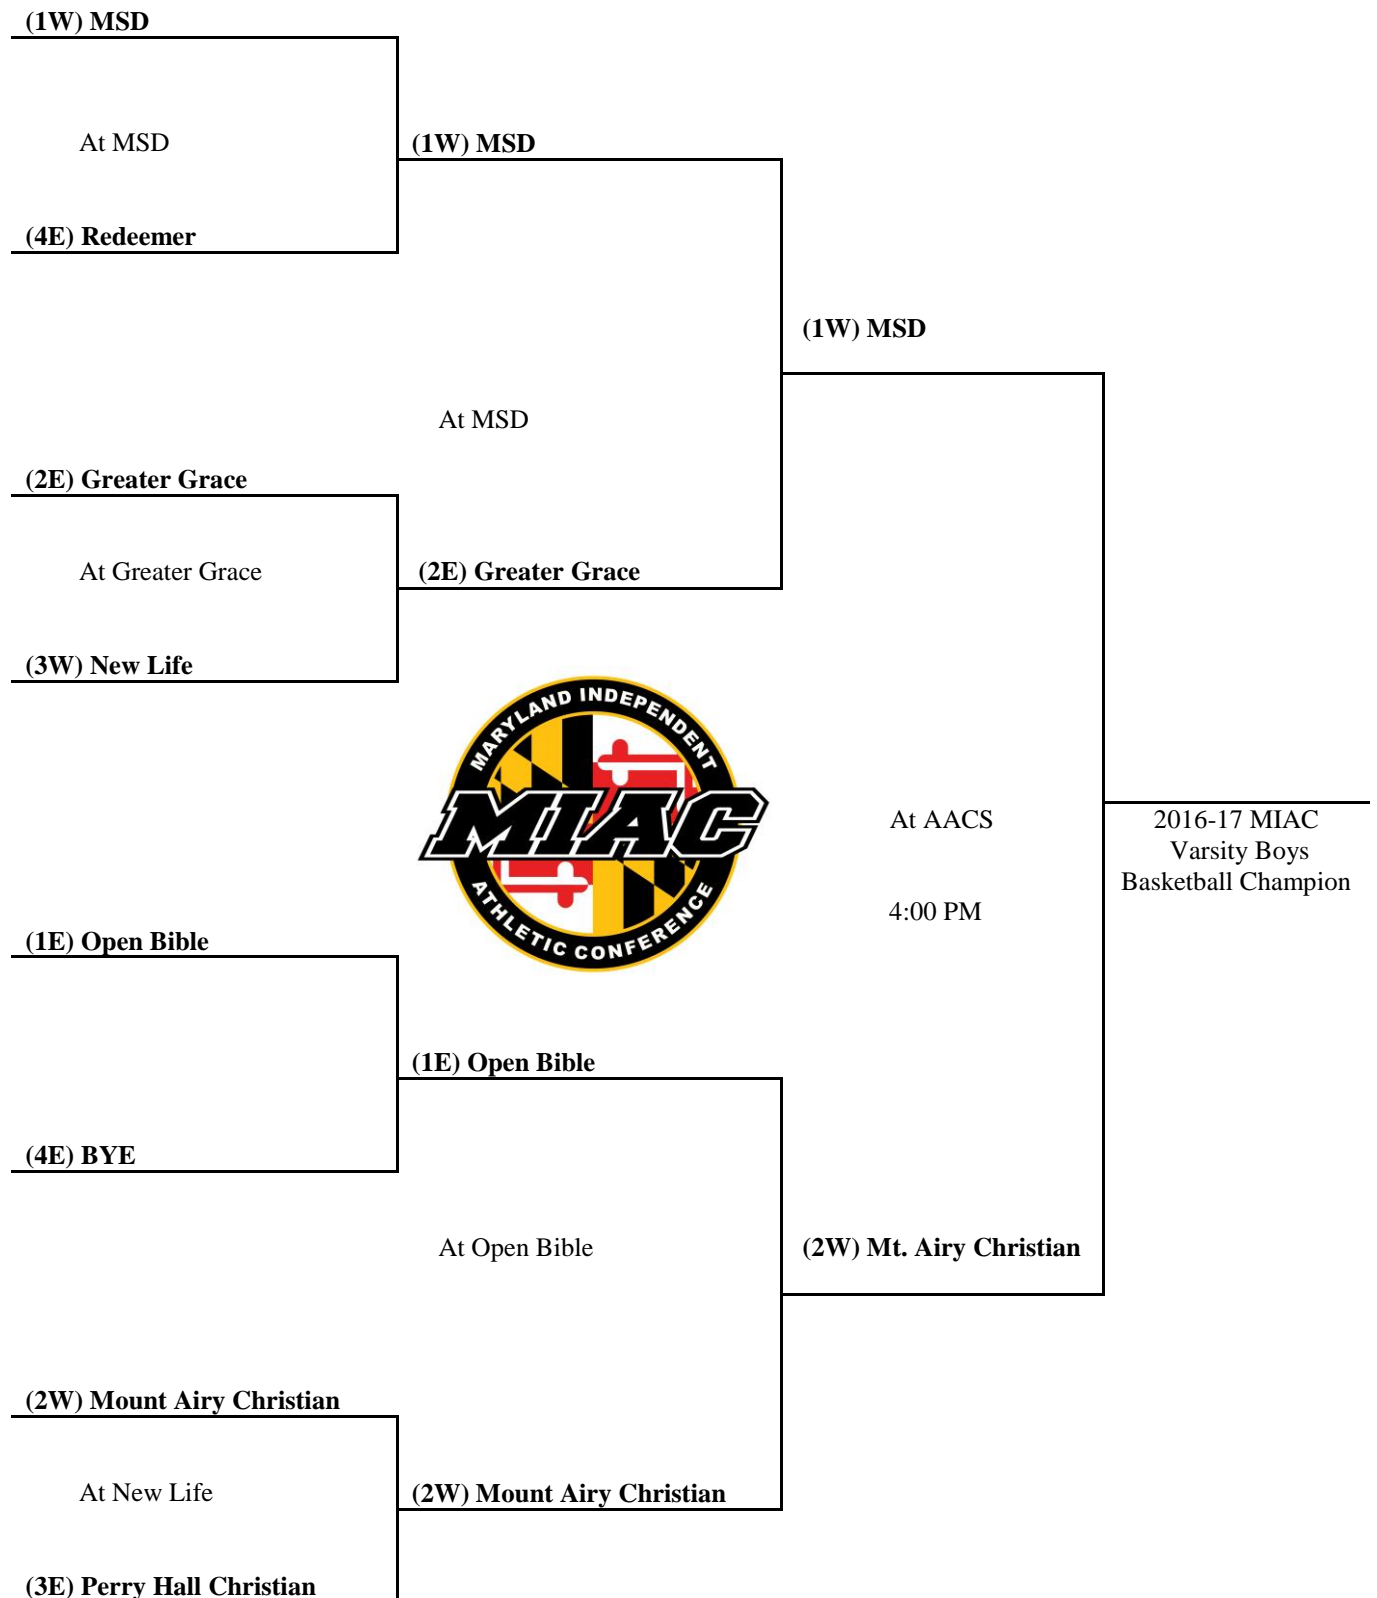 (1W) MSD
At MSD
(1W) MSD
(4E) Redeemer
(1W) MSD
At MSD
(2E) Greater Grace
At Greater Grace
(2E) Greater Grace
(3W) New Life
MARYLAND INDEPENDENT
MIAC
ATHLETIC CONFERENCE
At AACS
4:00 PM
2016-17 MIAC
Varsity Boys
Basketball Champion
(1E) Open Bible
(1E) Open Bible
(4E) BYE
At Open Bible
(2W) Mt. Airy Christian
(2W) Mount Airy Christian
At New Life
(2W) Mount Airy Christian
(3E) Perry Hall Christian